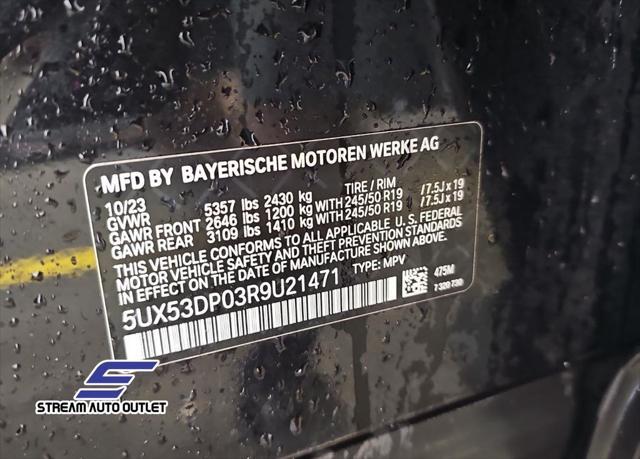 MFD BY BAYERISCHE MOTOREN WERKE AG
10/23 5357 lbs 2430 kg TIRE / RIM
GVWR
GAWR FRONT 2646 lbs 1200 kg WITH 245/50 R19 /7.5J x 19
GAWR REAR 3109 lbs 1410 kg WITH 245/50 R19 /7.5J x 19
THIS VEHICLE CONFORMS TO ALL APPLICABLE U. S. FEDERAL
MOTOR VEHICLE SAFETY AND THEFT PREVENTION STANDARDS
IN EFFECT ON THE DATE OF MANUFACTURE SHOWN ABOVE.
5UX53DP03R9U21471 TYPE: MPV 475M
7 320 730
STREAM AUTO OUTLET